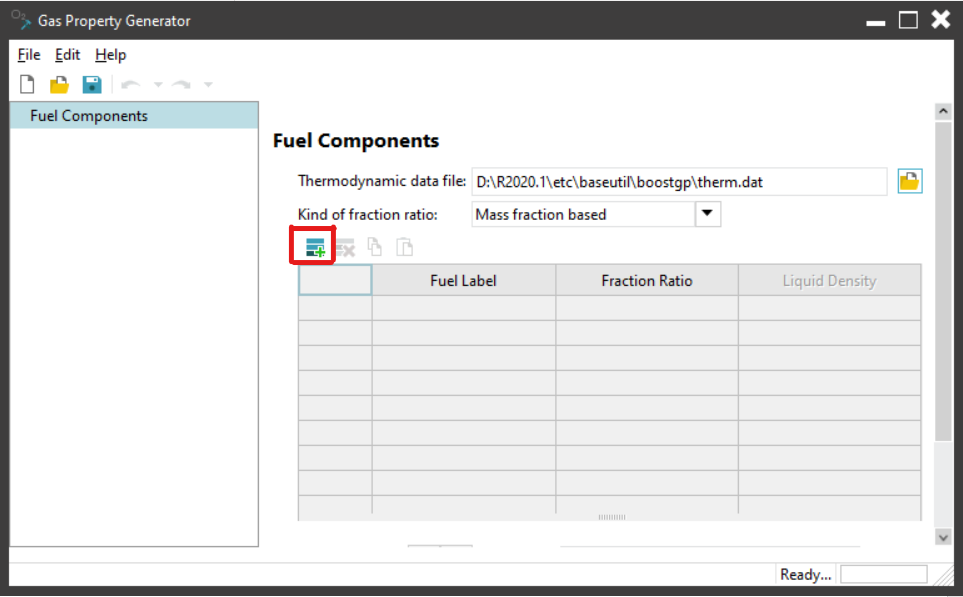 O₂ Gas Property Generator
File Edit Help
Fuel Components
Fuel Components
Thermodynamic data file: D:\R2020.1\etc\baseutil\boostgp\therm.dat
Kind of fraction ratio: Mass fraction based
Fuel Label Fraction Ratio Liquid Density
Ready...